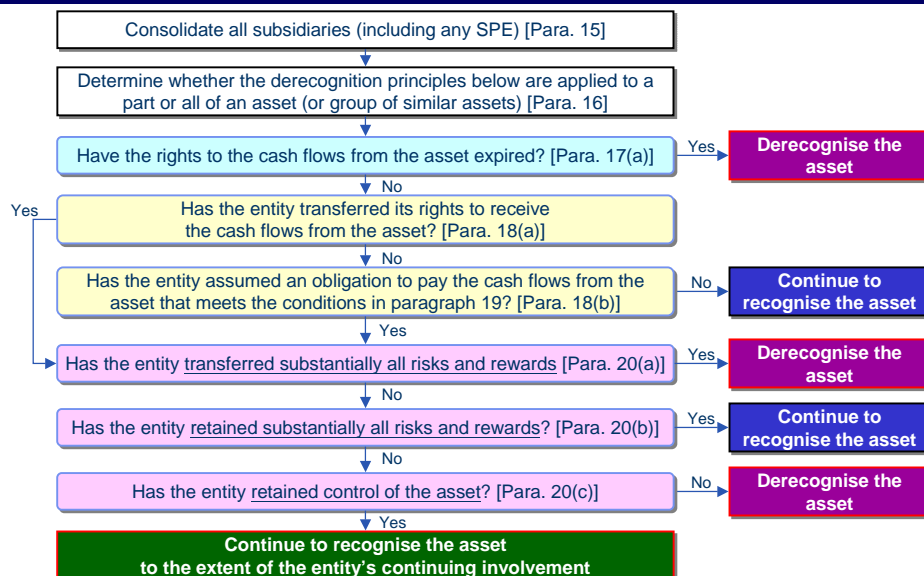 Consolidate all subsidiaries (including any SPE) [Para. 15]
Determine whether the derecognition principles below are applied to a
part or all of an asset (or group of similar assets) [Para. 16]
Have the rights to the cash flows from the asset expired? [Para. 17(a)]
Yes
Derecognise the
asset
No
Yes
Has the entity transferred its rights to receive
the cash flows from the asset? [Para. 18(a)]
No
Has the entity assumed an obligation to pay the cash flows from the
asset that meets the conditions in paragraph 19? [Para. 18(b)]
No
Continue to
recognise the asset
Yes
Has the entity transferred substantially all risks and rewards [Para. 20(a)]
Yes
Derecognise the
asset
No
Has the entity retained substantially all risks and rewards? [Para. 20(b)]
Yes
Continue to
recognise the asset
No
Has the entity retained control of the asset? [Para. 20(c)]
No
Derecognise the
asset
Yes
Continue to recognise the asset
to the extent of the entity's continuing involvement